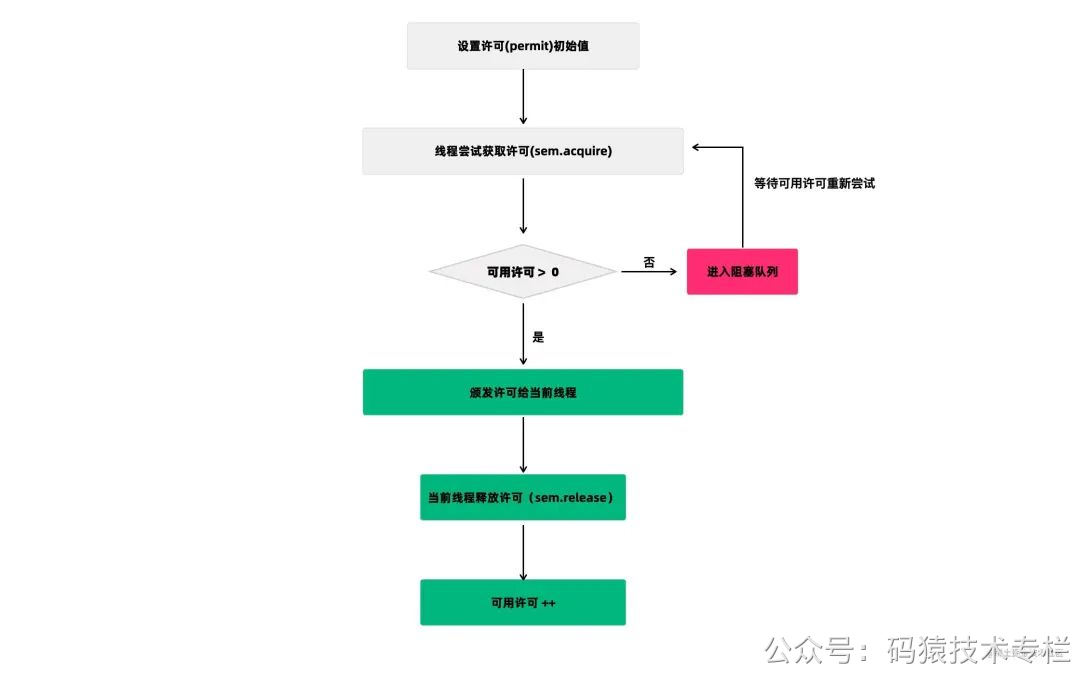 设置许可(permit)初始值
线程尝试获取许可(sem.acquire)
等待可用许可重新尝试
可用许可 > 0
否
进入阻塞队列
是
颁发许可给当前线程
当前线程释放许可（sem.release）
可用许可 ++
公众号：码猿技术专栏